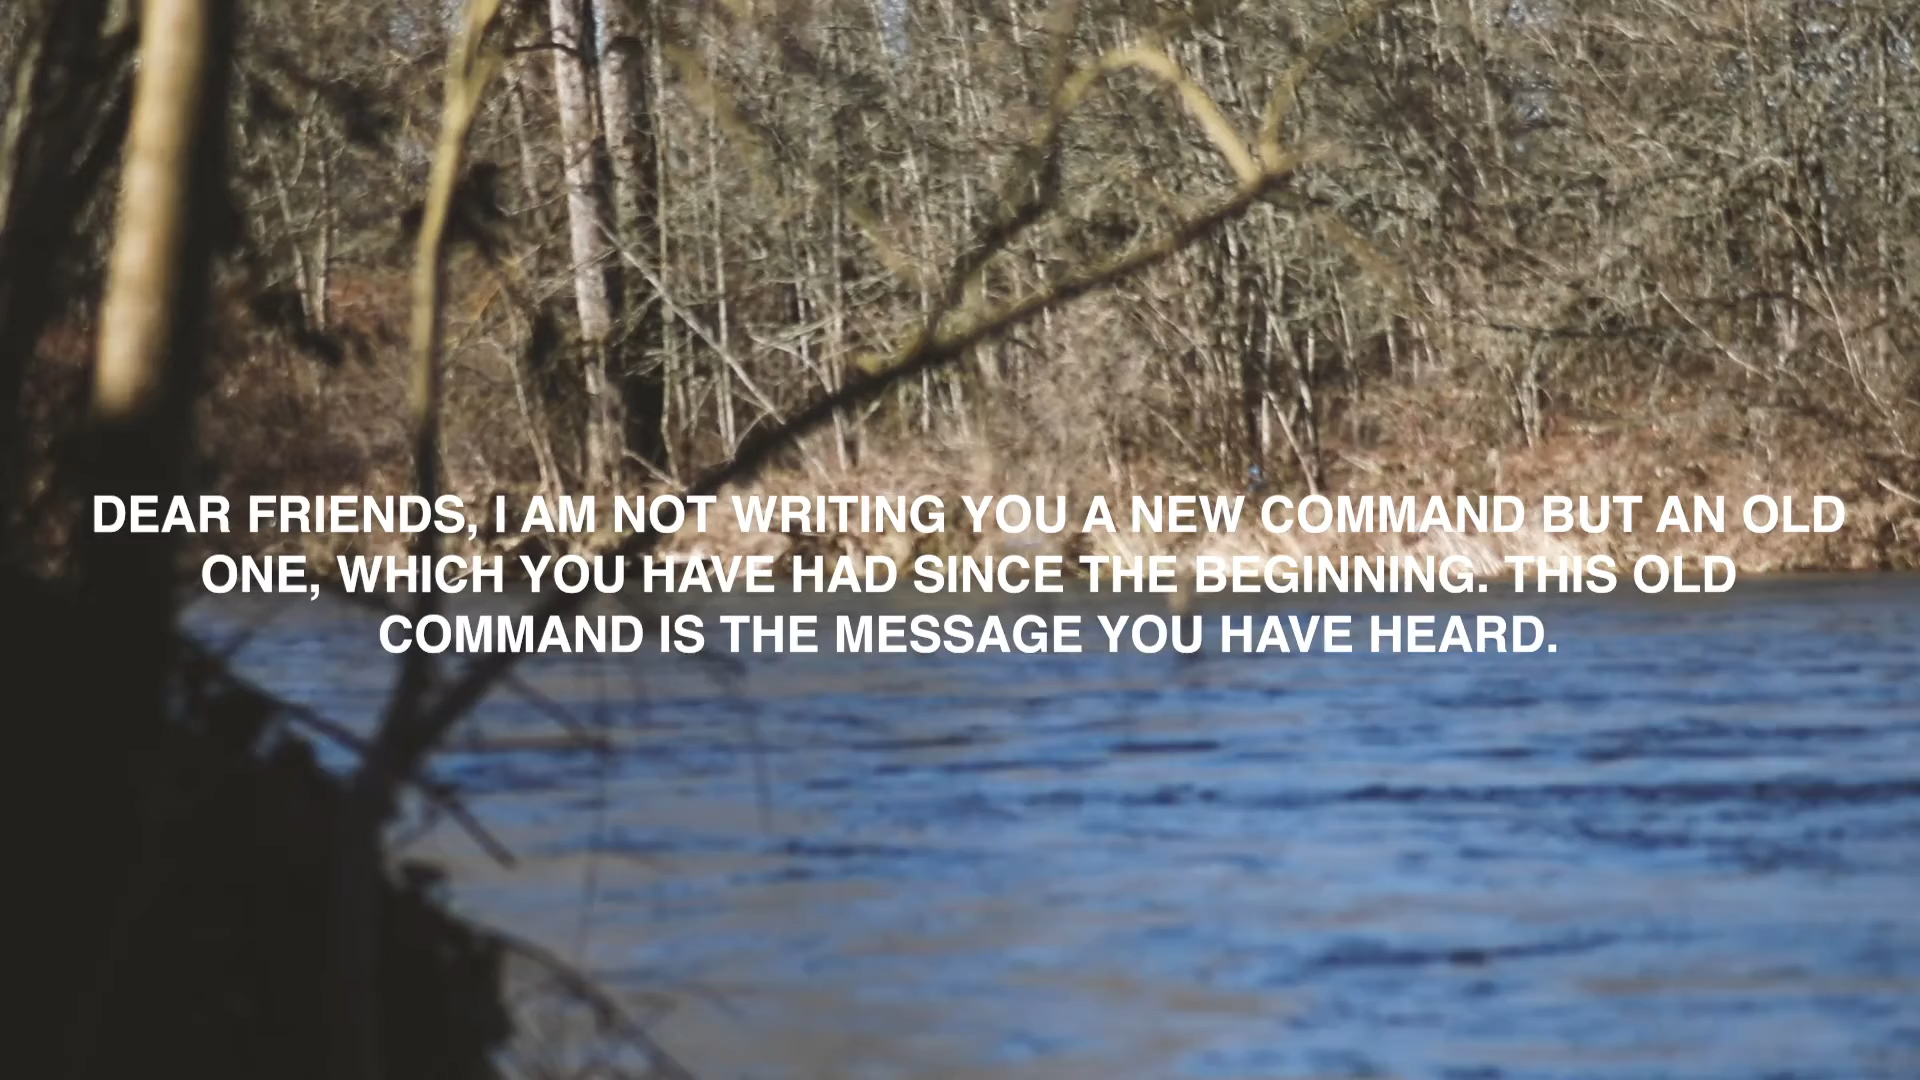 DEAR FRIENDS, I AM NOT WRITING YOU A NEW COMMAND BUT AN OLD
ONE, WHICH YOU HAVE HAD SINCE THE BEGINNING. THIS OLD
COMMAND IS THE MESSAGE YOU HAVE HEARD.